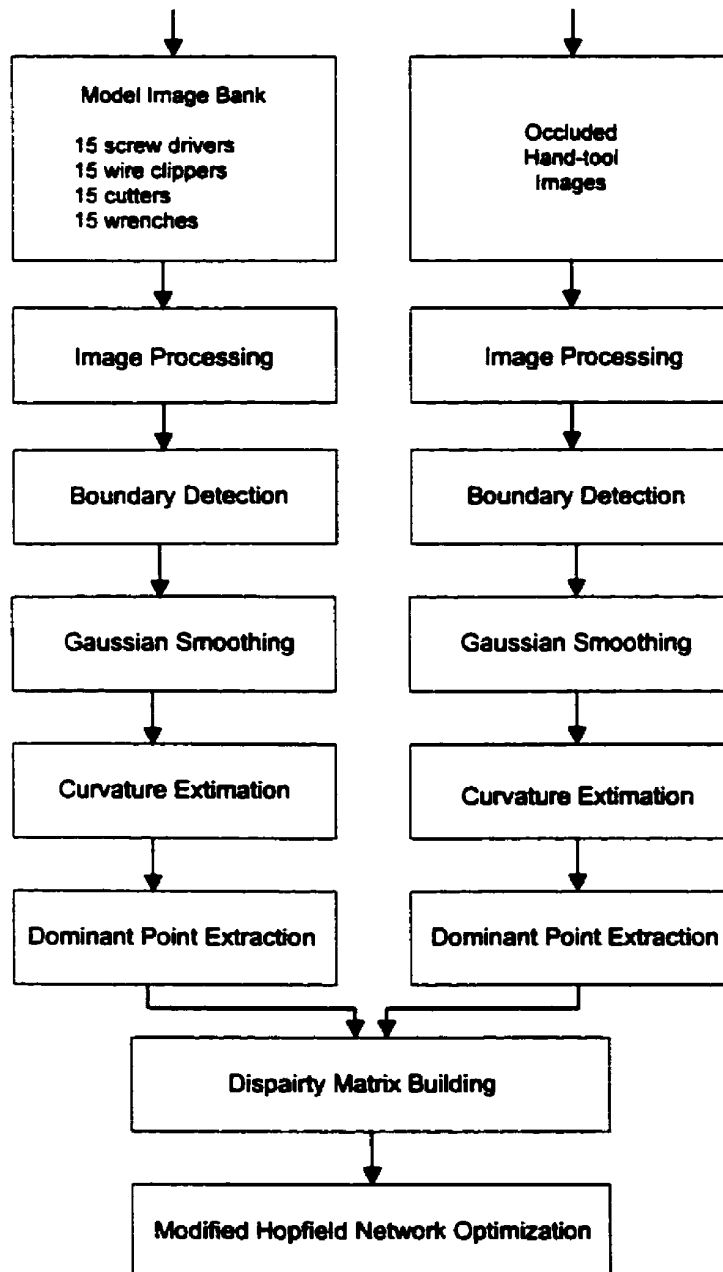 Model Image Bank
15 screw drivers
15 wire clippers
15 cutters
15 wrenches
Occluded
Hand-tool
Images
Image Processing
Image Processing
Boundary Detection
Boundary Detection
Gaussian Smoothing
Gaussian Smoothing
Curvature Extimation
Curvature Extimation
Dominant Point Extraction
Dominant Point Extraction
Dispairty Matrix Building
Modified Hopfield Network Optimization